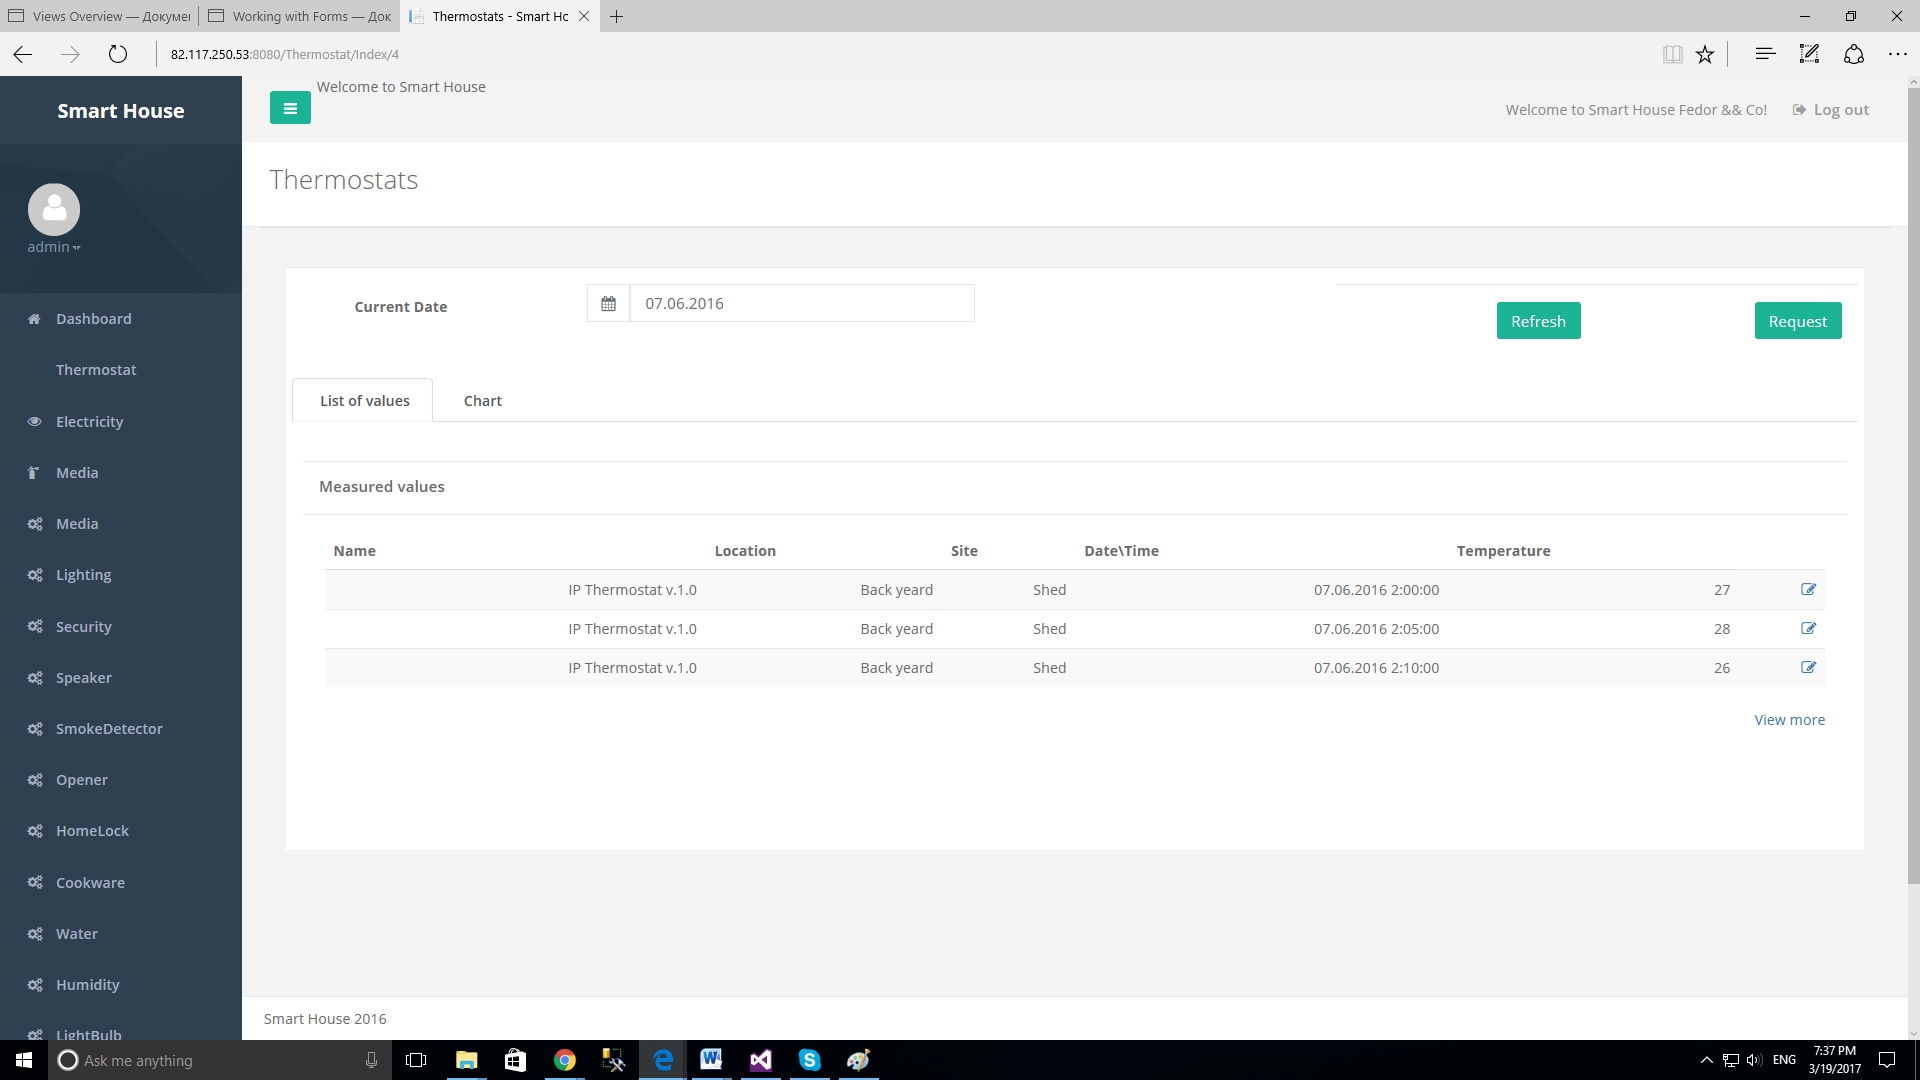 Views Overview — Докумен
Working with Forms — Док
Thermostats - Smart Hc
82.117.250.53:8080/Thermostat/Index/4
Smart House
Welcome to Smart House
Welcome to Smart House Fedor && Co!
Log out
admin
Thermostats
Dashboard
Thermostat
Electricity
Media
Media
Lighting
Security
Speaker
SmokeDetector
Opener
HomeLock
Cookware
Water
Humidity
LightBulb
Current Date
07.06.2016
Refresh
Request
List of values
Chart
Measured values
Name Location Site Date\Time Temperature
IP Thermostat v.1.0 Back yeard Shed 07.06.2016 2:00:00 27
IP Thermostat v.1.0 Back yeard Shed 07.06.2016 2:05:00 28
IP Thermostat v.1.0 Back yeard Shed 07.06.2016 2:10:00 26
View more
Smart House 2016
Ask me anything
ENG
7:37 PM
3/19/2017